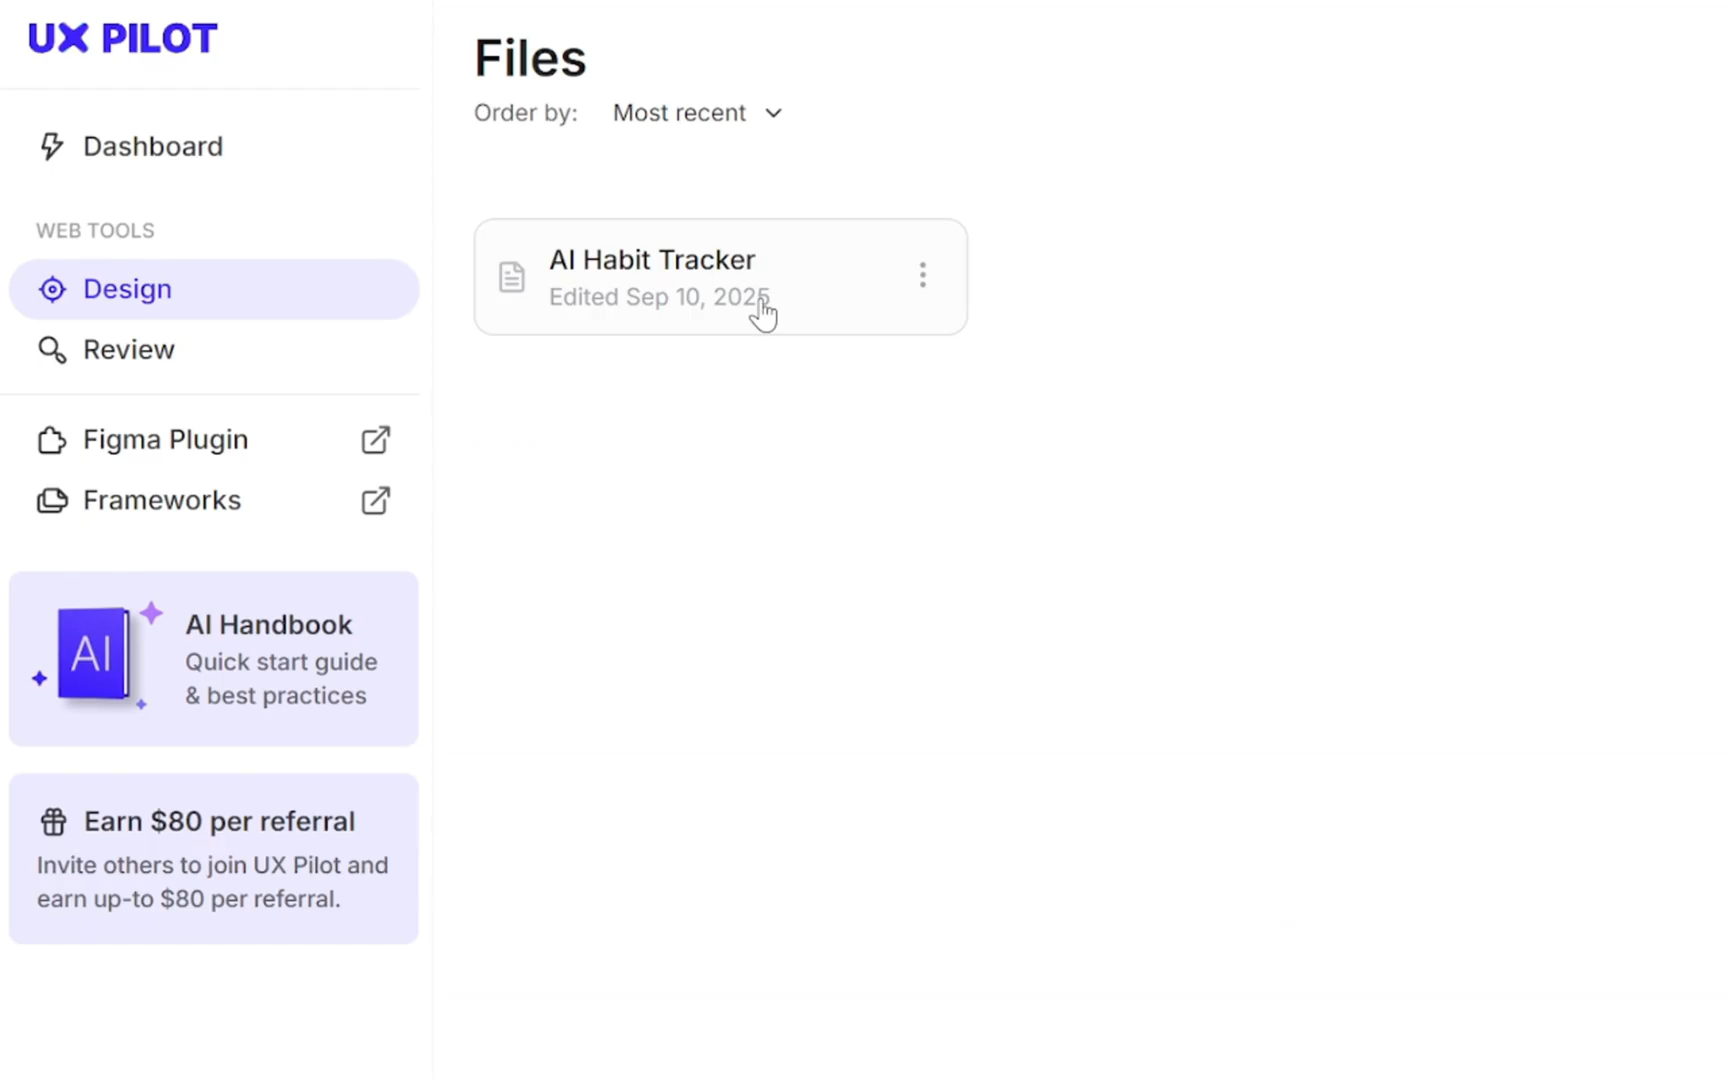 UX PILOT
Dashboard
WEB TOOLS
Design
Review
Figma Plugin
Frameworks
AI
AI Handbook
Quick start guide
& best practices
Earn $80 per referral
Invite others to join UX Pilot and
earn up-to $80 per referral.
Files
Order by: Most recent
AI Habit Tracker
Edited Sep 10, 2025